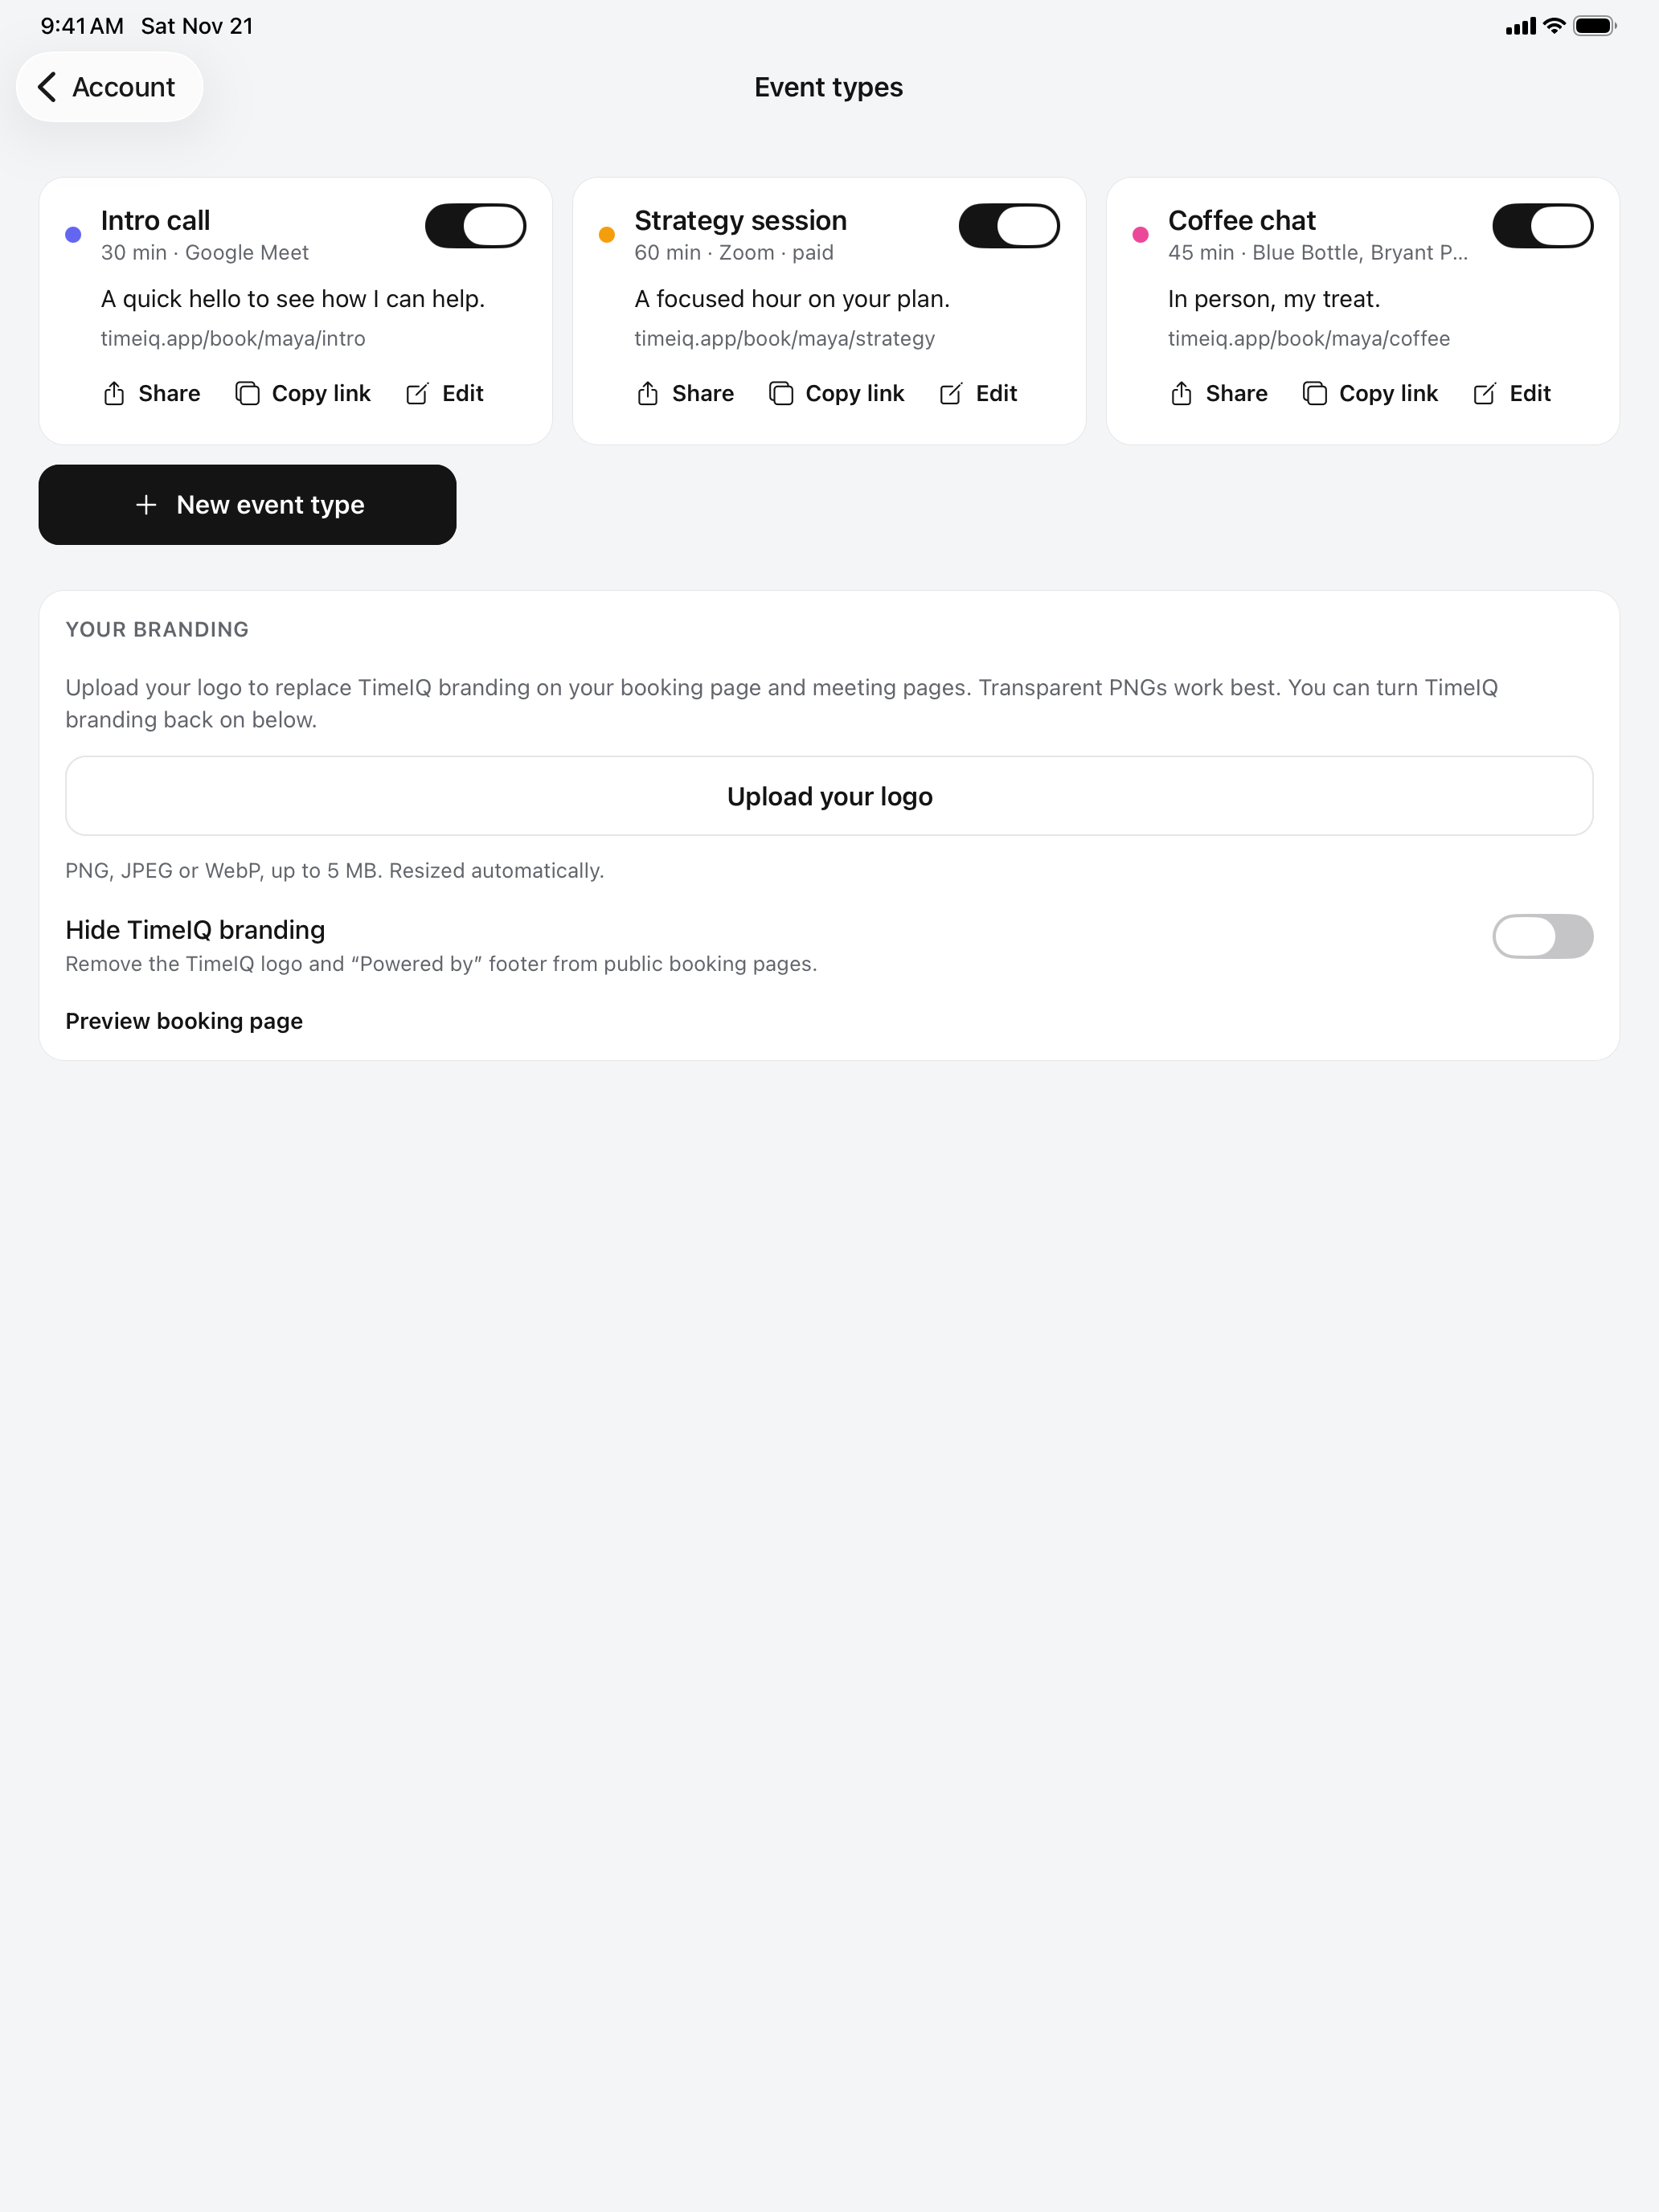 9:41 AM Sat Nov 21
Account
Event types
Intro call
30 min · Google Meet
A quick hello to see how I can help.
timeiq.app/book/maya/intro
Share Copy link Edit
Strategy session
60 min · Zoom · paid
A focused hour on your plan.
timeiq.app/book/maya/strategy
Share Copy link Edit
Coffee chat
45 min · Blue Bottle, Bryant P...
In person, my treat.
timeiq.app/book/maya/coffee
Share Copy link Edit
New event type
YOUR BRANDING
Upload your logo to replace TimeIQ branding on your booking page and meeting pages. Transparent PNGs work best. You can turn TimeIQ
branding back on below.
Upload your logo
PNG, JPEG or WebP, up to 5 MB. Resized automatically.
Hide TimeIQ branding
Remove the TimeIQ logo and “Powered by” footer from public booking pages.
Preview booking page